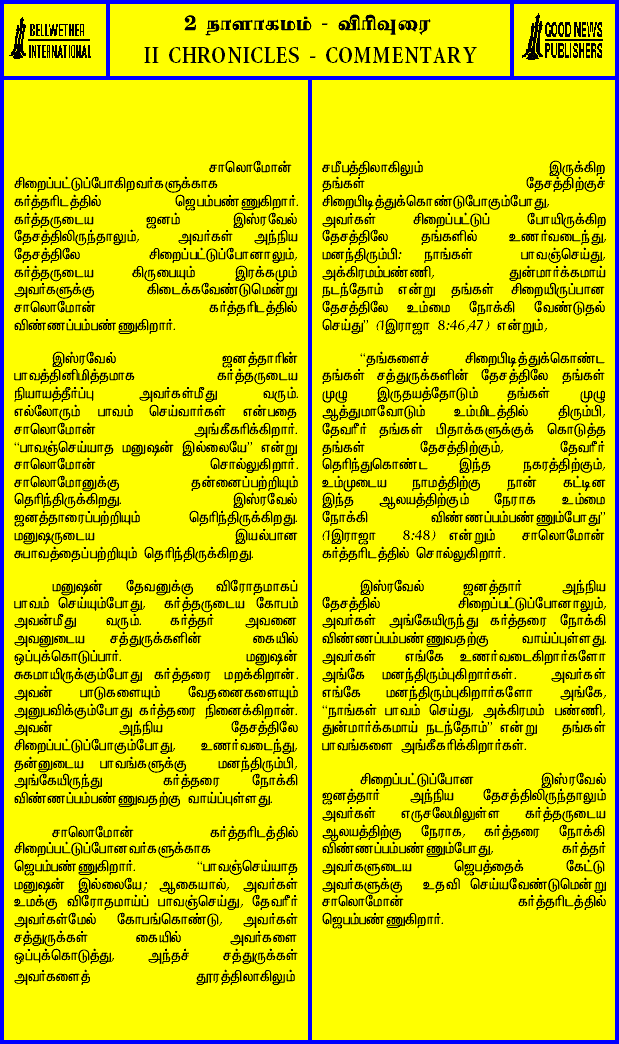 BELLWETHER
INTERNATIONAL
2 நாளாகமம் - விரிவுரை
II CHRONICLES - COMMENTARY
GOOD NEWS
PUBLISHERS
சாலொமோன்
சிறைப்பட்டுப்போகிறவர்களுக்காக
கர்த்தரிடத்தில் ஜெபம்பண்ணுகிறார்.
கர்த்தருடைய ஜனம் இஸ்ரவேல்
தேசத்திலிருந்தாலும், அவர்கள் அந்நிய
தேசத்திலே சிறைப்பட்டுப்போனாலும்,
கர்த்தருடைய கிருபையும் இரக்கமும்
அவர்களுக்கு கிடைக்கவேண்டுமென்று
சாலொமோன் கர்த்தரிடத்தில்
விண்ணப்பம்பண்ணுகிறார்.
இஸ்ரவேல் ஜனத்தாரின்
பாவத்தினிமித்தமாக கர்த்தருடைய
நியாயத்தீர்ப்பு அவர்கள்மீது வரும்.
எல்லோரும் பாவம் செய்வார்கள் என்பதை
சாலொமோன் அங்கீகரிக்கிறார்.
“பாவஞ்செய்யாத மனுஷன் இல்லையே” என்று
சாலொமோன் சொல்லுகிறார்.
சாலொமோனுக்கு தன்னைப்பற்றியும்
தெரிந்திருக்கிறது. இஸ்ரவேல்
ஜனத்தாரைப்பற்றியும் தெரிந்திருக்கிறது.
மனுஷருடைய இயல்பான
சுபாவத்தைப்பற்றியும் தெரிந்திருக்கிறது.
மனுஷன் தேவனுக்கு விரோதமாகப்
பாவம் செய்யும்போது, கர்த்தருடைய கோபம்
அவன்மீது வரும். கர்த்தர் அவனை
அவனுடைய சத்துருக்களின் கையில்
ஒப்புக்கொடுப்பார். மனுஷன்
சுகமாயிருக்கும்போது கர்த்தரை மறக்கிறான்.
அவன் பாடுகளையும் வேதனைகளையும்
அனுபவிக்கும்போது கர்த்தரை நினைக்கிறான்.
அவன் அந்நிய தேசத்திலே
சிறைப்பட்டுப்போகும்போது, உணர்வடைந்து,
தன்னுடைய பாவங்களுக்கு மனந்திரும்பி,
அங்கேயிருந்து கர்த்தரை நோக்கி
விண்ணப்பம்பண்ணுவதற்கு வாய்ப்புள்ளது.
சாலொமோன் கர்த்தரிடத்தில்
சிறைப்பட்டுப்போனவர்களுக்காக
ஜெபம்பண்ணுகிறார். “பாவஞ்செய்யாத
மனுஷன் இல்லையே; ஆகையால், அவர்கள்
உமக்கு விரோதமாய்ப் பாவஞ்செய்து, தேவரீர்
அவர்கள்மேல் கோபங்கொண்டு, அவர்கள்
சத்துருக்கள் கையில் அவர்களை
ஒப்புக்கொடுத்து, அந்தச் சத்துருக்கள்
அவர்களைத் தூரத்திலாகிலும்
சமீபத்திலாகிலும் இருக்கிற
தங்கள் தேசத்திற்குச்
சிறைபிடித்துக்கொண்டுபோகும்போது,
அவர்கள் சிறைப்பட்டுப் போயிருக்கிற
தேசத்திலே தங்களில் உணர்வடைந்து,
மனந்திரும்பி: நாங்கள் பாவஞ்செய்து,
அக்கிரமம்பண்ணி, துன்மார்க்கமாய்
நடந்தோம் என்று தங்கள் சிறையிருப்பான
தேசத்திலே உம்மை நோக்கி வேண்டுதல்
செய்து” (1இராஜா 8:46,47) என்றும்,
“தங்களைச் சிறைபிடித்துக்கொண்ட
தங்கள் சத்துருக்களின் தேசத்திலே தங்கள்
முழு இருதயத்தோடும் தங்கள் முழு
ஆத்துமாவோடும் உம்மிடத்தில் திரும்பி,
தேவரீர் தங்கள் பிதாக்களுக்குக் கொடுத்த
தங்கள் தேசத்திற்கும், தேவரீர்
தெரிந்துகொண்ட இந்த நகரத்திற்கும்,
உம்முடைய நாமத்திற்கு நான் கட்டின
இந்த ஆலயத்திற்கும் நேராக உம்மை
நோக்கி விண்ணப்பம்பண்ணும்போது”
(1இராஜா 8:48) என்றும் சாலொமோன்
கர்த்தரிடத்தில் சொல்லுகிறார்.
இஸ்ரவேல் ஜனத்தார் அந்நிய
தேசத்தில் சிறைப்பட்டுப்போனாலும்,
அவர்கள் அங்கேயிருந்து கர்த்தரை நோக்கி
விண்ணப்பம்பண்ணுவதற்கு வாய்ப்புள்ளது.
அவர்கள் எங்கே உணர்வடைகிறார்களோ
அங்கே மனந்திரும்புகிறார்கள். அவர்கள்
எங்கே மனந்திரும்புகிறார்களோ அங்கே,
“நாங்கள் பாவம் செய்து, அக்கிரமம் பண்ணி,
துன்மார்க்கமாய் நடந்தோம்” என்று தங்கள்
பாவங்களை அங்கீகரிக்கிறார்கள்.
சிறைப்பட்டுப்போன இஸ்ரவேல்
ஜனத்தார் அந்நிய தேசத்திலிருந்தாலும்
அவர்கள் எருசலேமிலுள்ள கர்த்தருடைய
ஆலயத்திற்கு நேராக, கர்த்தரை நோக்கி
விண்ணப்பம்பண்ணும்போது, கர்த்தர்
அவர்களுடைய ஜெபத்தைக் கேட்டு
அவர்களுக்கு உதவி செய்யவேண்டுமென்று
சாலொமோன் கர்த்தரிடத்தில்
ஜெபம்பண்ணுகிறார்.